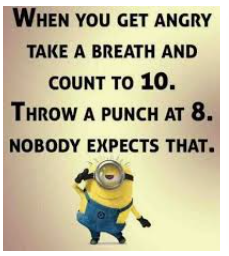 WHEN YOU GET ANGRY
TAKE A BREATH AND
COUNT TO 10.
THROW A PUNCH AT 8.
NOBODY EXPECTS THAT.